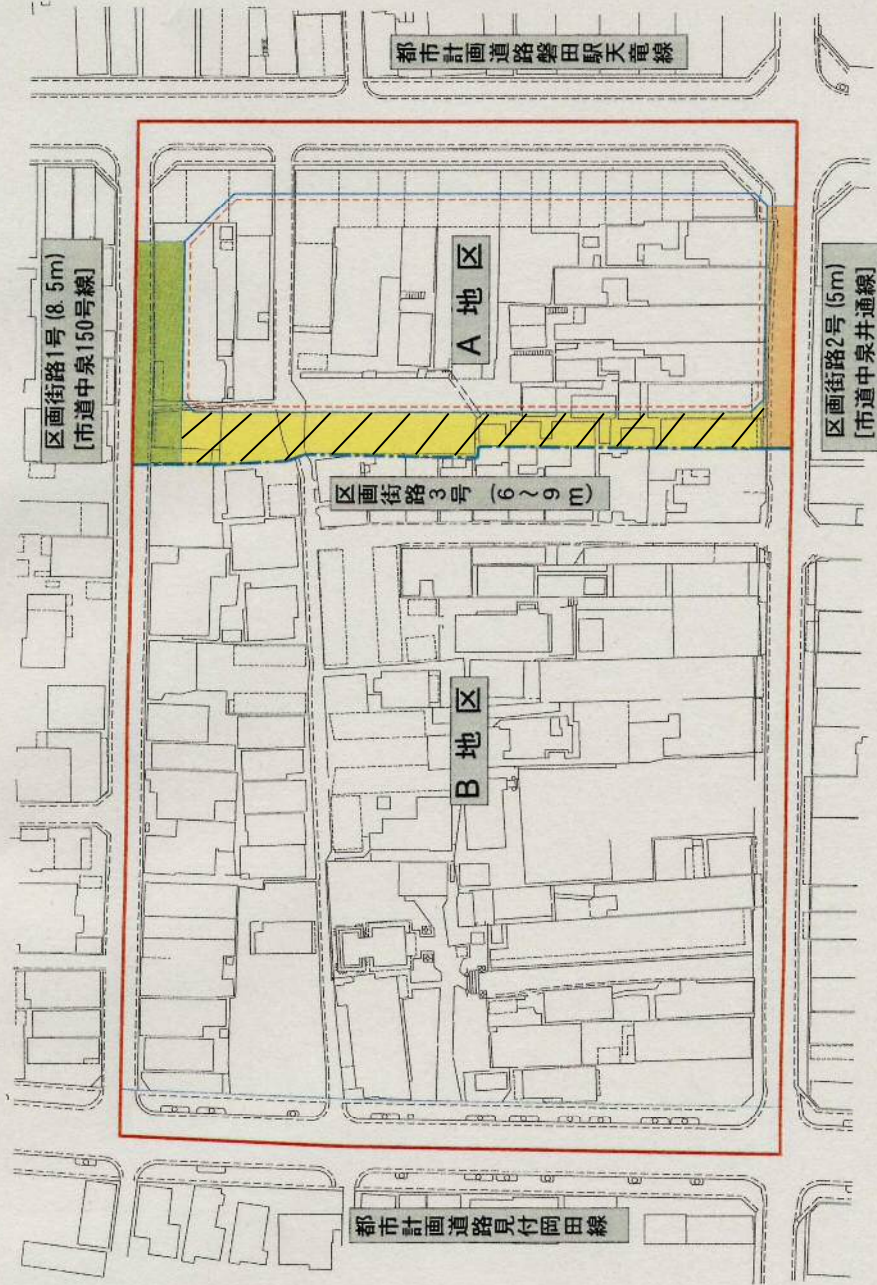 都市計画道路磐田駅天竜線
区画街路1号 (8. 5m)
[市道中泉150号線]
A 地 区
区画街路2号 (5m)
[市道中泉井通線]
区画街路3号 (6~9m)
B 地 区
都市計画道路見付岡田線